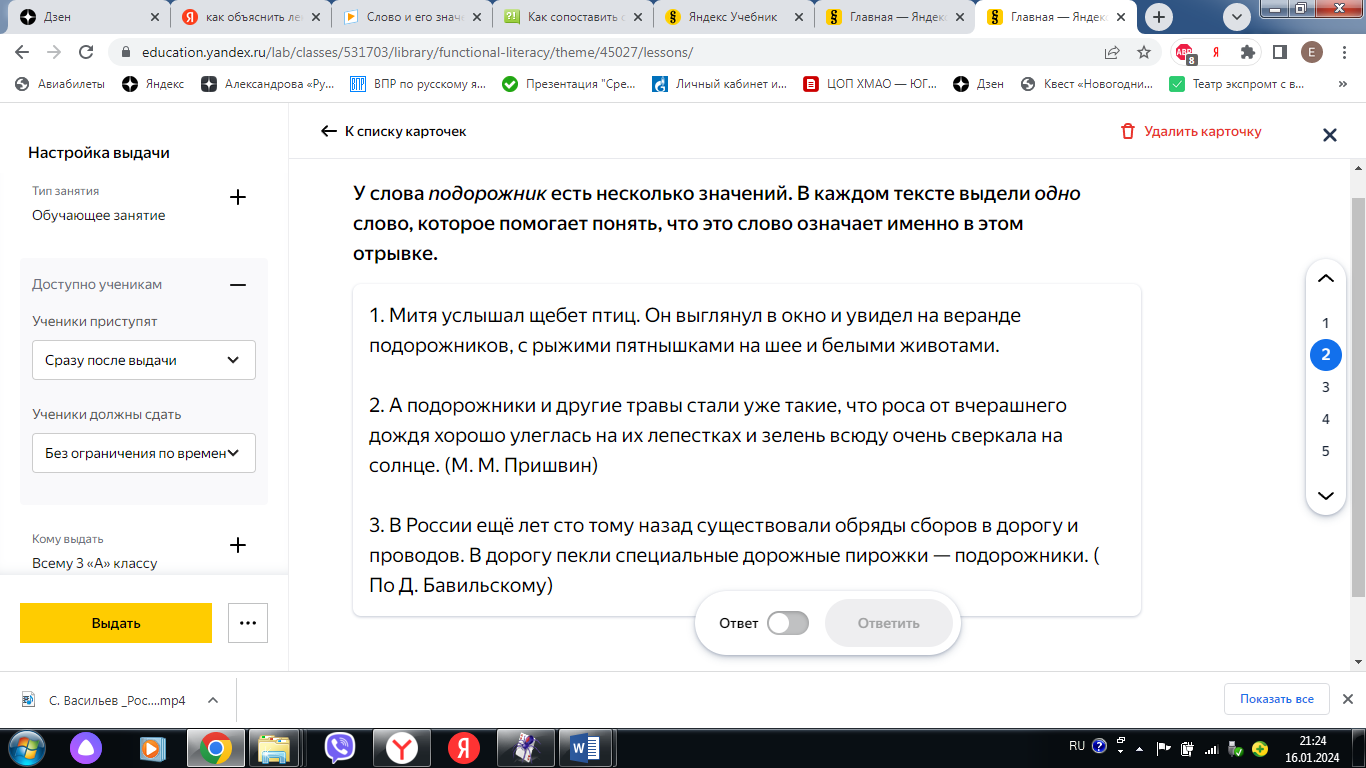 Дзен
как объяснить ле
Слово и его знач
Как сопоставить
Яндекс Учебник
Главная — Яндек
Главная — Яндек
education.yandex.ru/lab/classes/531703/library/functional-literacy/theme/45027/lessons/
ABP
8
Я
E
Авиабилеты
Яндекс
Александрова «Ру...
ВПР по русскому я...
Презентация "Сре...
Личный кабинет и...
ЦОП ХМАО — ЮГ...
Дзен
Квест «Новогодни...
Театр экспромт с в...
»
Настройка выдачи
Тип занятия
Обучающее занятие
Доступно ученикам
Ученики приступят
Сразу после выдачи
Ученики должны сдать
Без ограничения по времен
Кому выдать
Всему 3 «А» классу
Выдать
...
К списку карточек
Удалить карточку
У слова подорожник есть несколько значений. В каждом тексте выдели одно
слово, которое помогает понять, что это слово означает именно в этом
отрывке.
1. Митя услышал щебет птиц. Он выглянул в окно и увидел на веранде
подорожников, с рыжими пятнышками на шее и белыми животами.
2. А подорожники и другие травы стали уже такие, что роса от вчерашнего
дождя хорошо улеглась на их лепестках и зелень всюду очень сверкала на
солнце. (М. М. Пришвин)
3. В России ещё лет сто тому назад существовали обряды сборов в дорогу и
проводов. В дорогу пекли специальные дорожные пирожки — подорожники. (
По Д. Бавильскому)
Ответ
Ответить
1
2
3
4
5
С. Васильев _Рос....mp4
Показать все
RU
21:24
16.01.2024